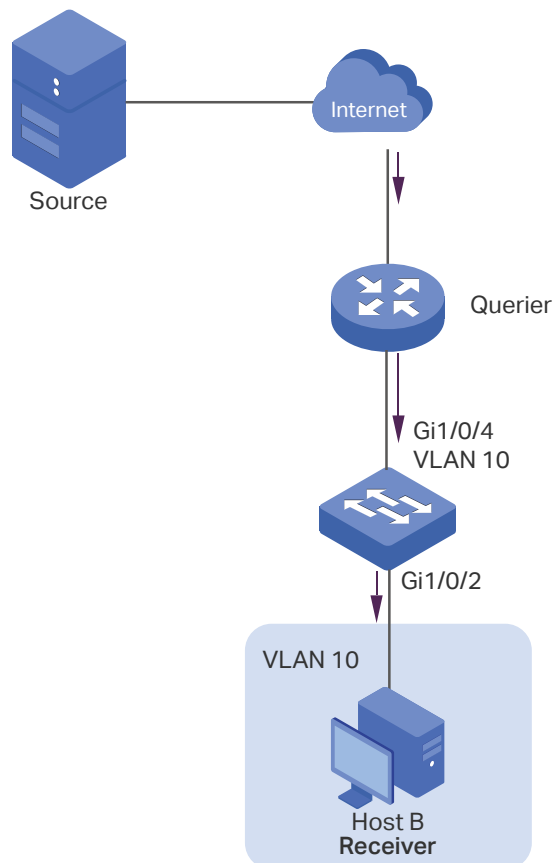 Internet
Source
Querier
Gi1/0/4
VLAN 10
Gi1/0/2
VLAN 10
Host B
Receiver